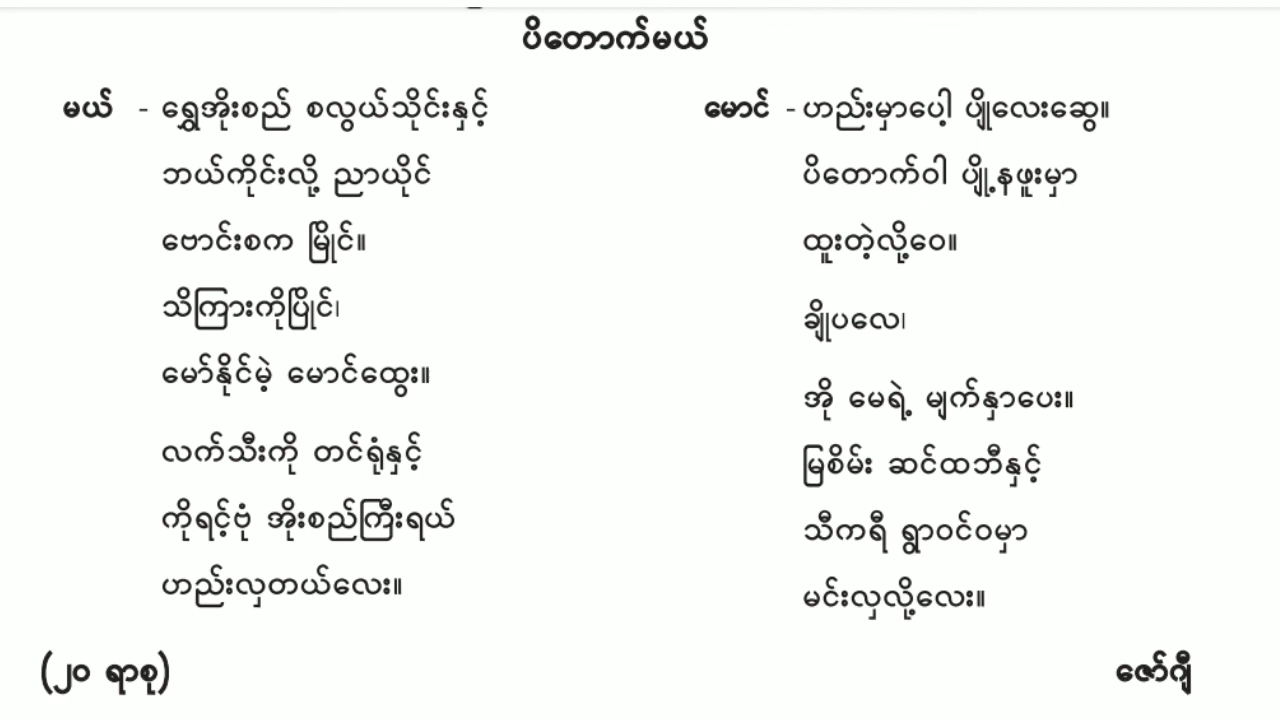 ပိတောက်မယ်
မယ် - ရွှေအိုးစည် စလွယ်သိုင်းနှင့်
ဘယ်ကိုင်းလို့ ညာယိုင်
ဗောင်းစက မြိုင်။
သိကြားကိုပြိုင်၊
မော်နိုင်မဲ့ မောင်ထွေး။
လက်သီးကို တင်ရုံနှင့်
ကိုရင့်ဗုံ အိုးစည်ကြီးရယ်
ဟည်းလှတယ်လေး။
မောင် - ဟည်းမှာပေါ့ ပျိုလေးဆွေ။
ပိတောက်ဝါ ပျို့နဖူးမှာ
ထူးတဲ့လို့ဝေ။
ချိုပလေ၊
အို မေရဲ့ မျက်နှာပေး။
မြစိမ်း ဆင်ထဘီနှင့်
သီကရီ ရွာဝင်ဝမှာ
မင်းလှလို့လေး။
(၂၀ ရာစု)
ဇော်ဂျီ